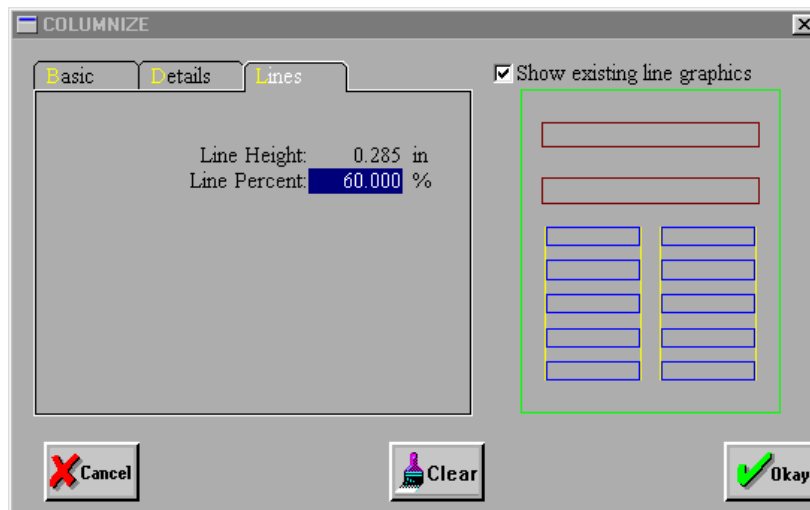 COLUMNIZE
Basic Details Lines
Show existing line graphics
Line Height: 0.285 in
Line Percent: 60.000 %
Cancel Clear Okay